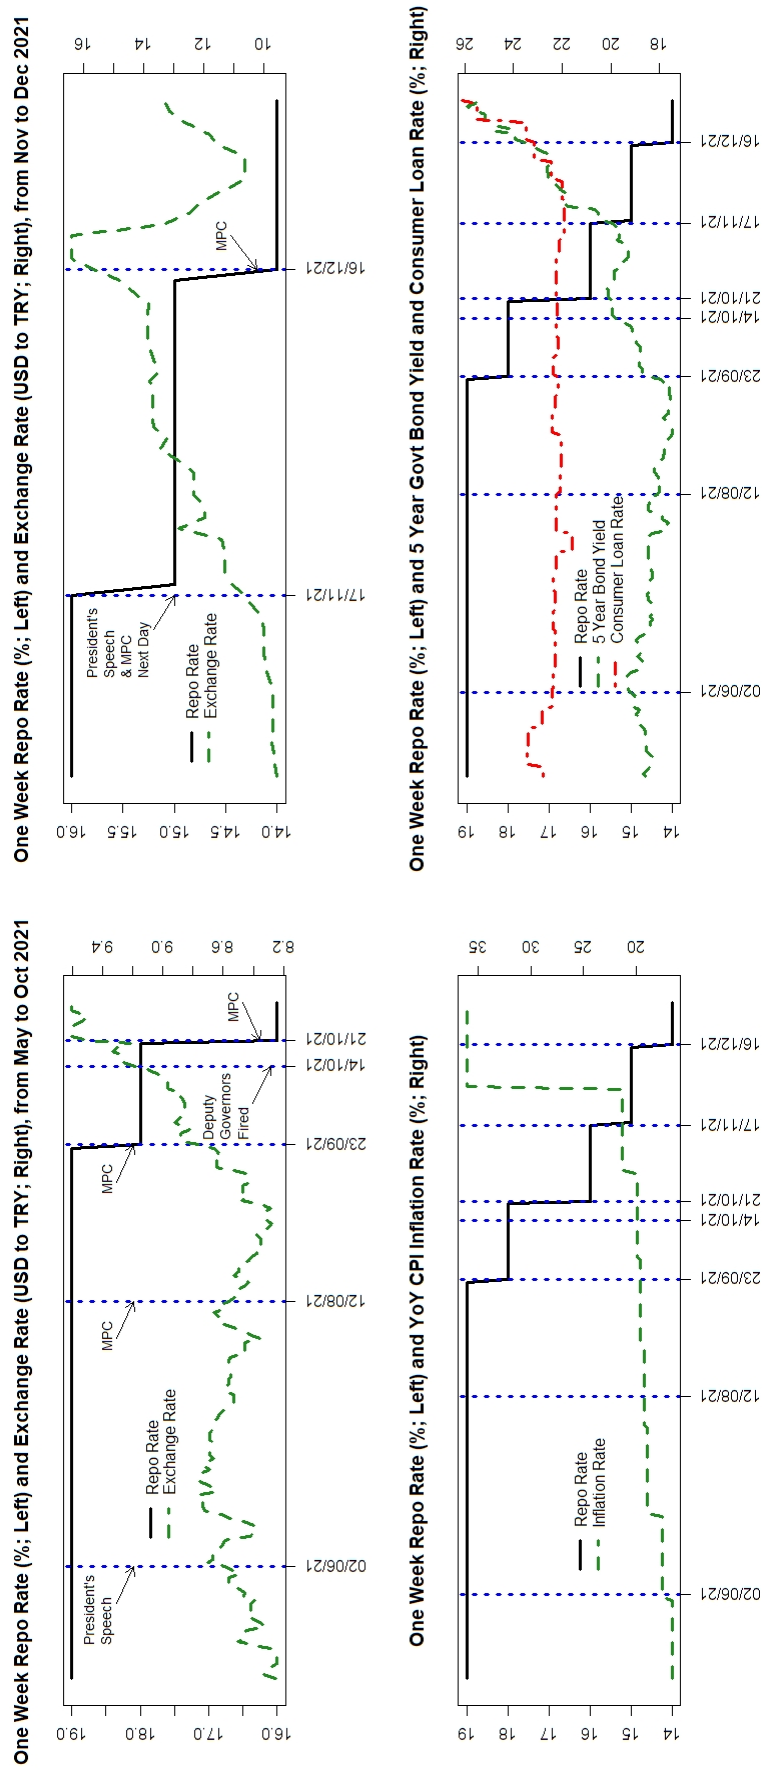 One Week Repo Rate (%; Left) and Exchange Rate (USD to TRY; Right), from May to Oct 2021
19.0
18.0
17.0
16.0
President's
Speech
MPC
MPC
Deputy
Governors
Fired
MPC
Repo Rate
Exchange Rate
9.4
9.0
8.6
8.2
02/06/21
12/08/21
23/09/21
14/10/21
21/10/21
One Week Repo Rate (%; Left) and Exchange Rate (USD to TRY; Right), from Nov to Dec 2021
16.0
15.5
15.0
14.5
14.0
President's
Speech
& MPC
Next Day
MPC
Repo Rate
Exchange Rate
16
14
12
10
17/11/21
16/12/21
One Week Repo Rate (%; Left) and YoY CPI Inflation Rate (%; Right)
19
18
17
16
15
14
Repo Rate
Inflation Rate
35
30
25
20
02/06/21
12/08/21
23/09/21
14/10/21
21/10/21
17/11/21
16/12/21
One Week Repo Rate (%; Left) and 5 Year Govt Bond Yield and Consumer Loan Rate (%; Right)
19
18
17
16
15
14
Repo Rate
5 Year Bond Yield
Consumer Loan Rate
26
24
22
20
18
02/06/21
12/08/21
23/09/21
14/10/21
21/10/21
17/11/21
16/12/21